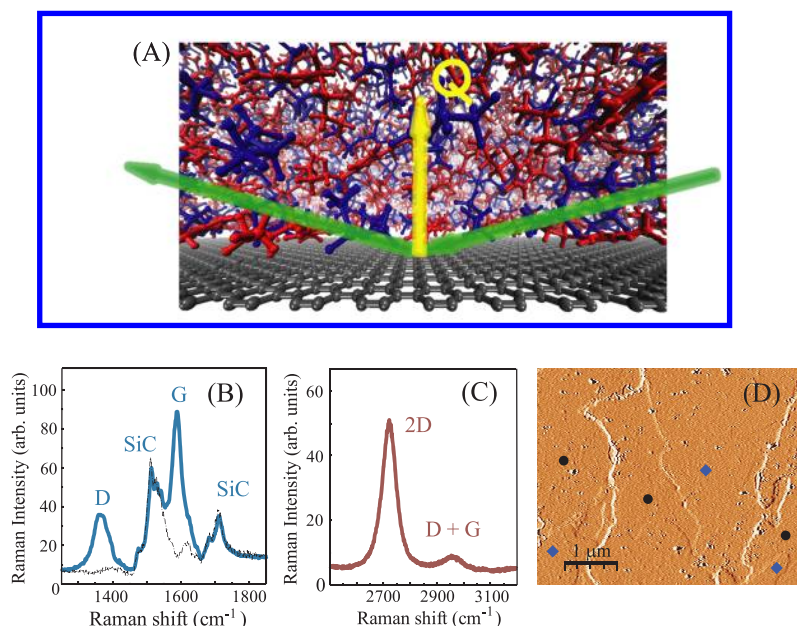 (A)
Q
(B)
Raman Intensity (arb. units)
100
80
60
40
20
0
D
SiC
G
SiC
1400
1600
1800
Raman shift (cm⁻¹)
(C)
Raman Intensity (arb. units)
60
40
20
0
2D
D + G
2700
2900
3100
Raman shift (cm⁻¹)
(D)
1 μm